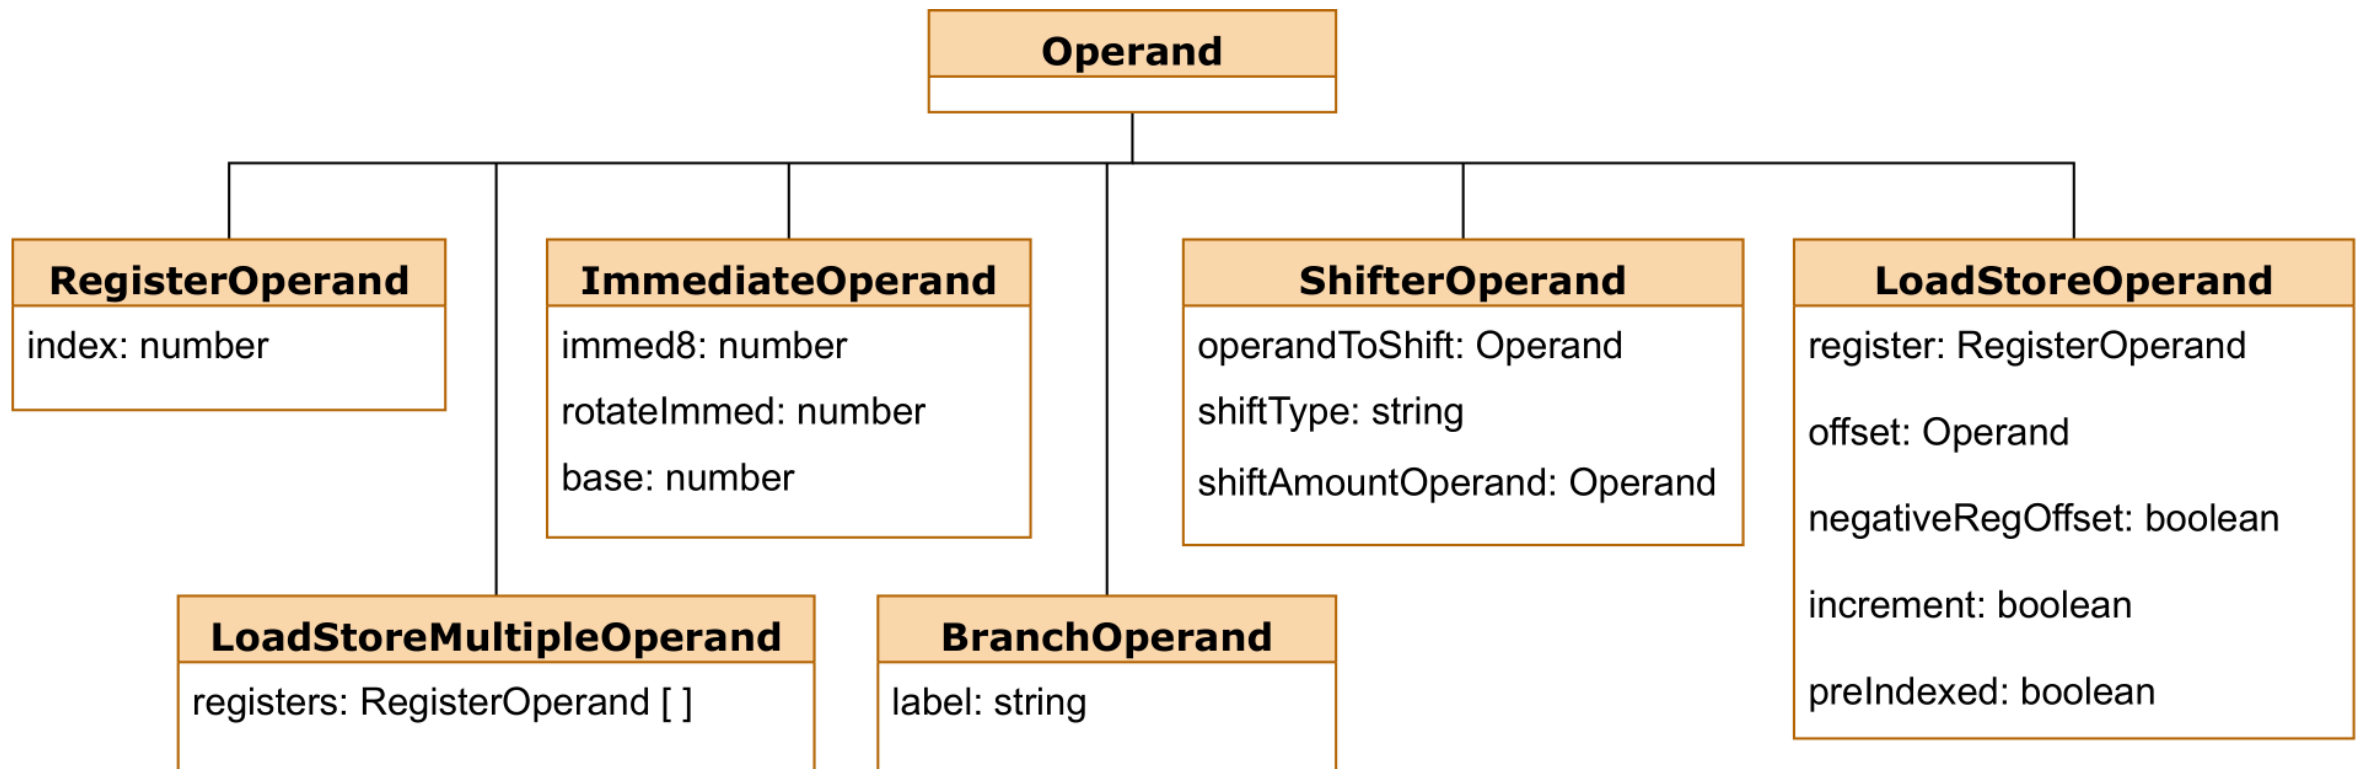 Operand
RegisterOperand
index: number
ImmediateOperand
immed8: number
rotateImmed: number
base: number
ShifterOperand
operandToShift: Operand
shiftType: string
shiftAmountOperand: Operand
LoadStoreOperand
register: RegisterOperand
offset: Operand
negativeRegOffset: boolean
increment: boolean
preIndexed: boolean
LoadStoreMultipleOperand
registers: RegisterOperand [ ]
BranchOperand
label: string